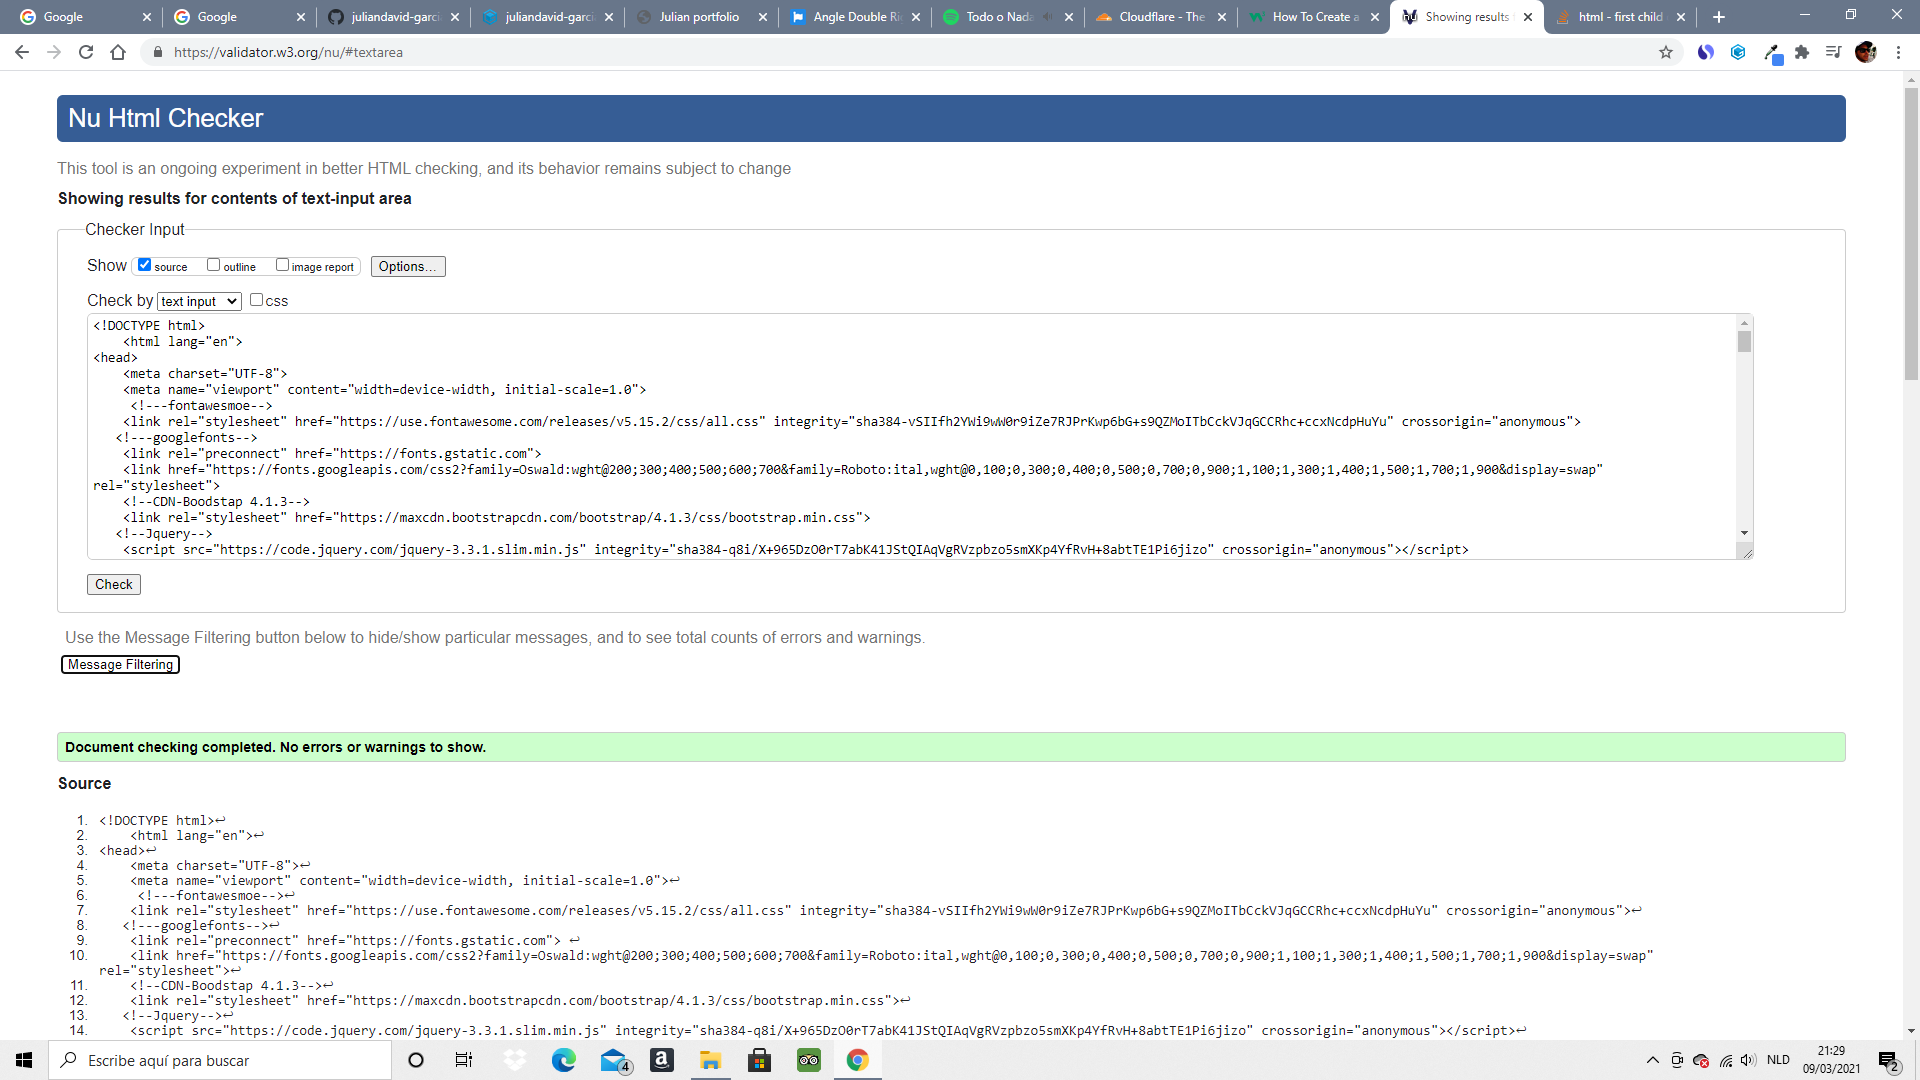 Google
Google
juliandavid-garci
juliandavid-garci
Julian portfolio
Angle Double Ri
Todo o Nada
Cloudflare - The
How To Create a
Showing results
html - first child
https://validator.w3.org/nu/#textarea
Nu Html Checker
This tool is an ongoing experiment in better HTML checking, and its behavior remains subject to change
Showing results for contents of text-input area
Checker Input
Show source outline image report Options...
Check by text input css
<!DOCTYPE html>
<html lang="en">
<head>
<meta charset="UTF-8">
<meta name="viewport" content="width=device-width, initial-scale=1.0">
<!---fontawesmoe-->
<link rel="stylesheet" href="https://use.fontawesome.com/releases/v5.15.2/css/all.css" integrity="sha384-vSIIfh2YWi9wW0r9iZe7RJPrKwp6bG+s9QZMoITbCckVJqGCCRhc+ccxNcdpHuYu" crossorigin="anonymous">
<!---googlefonts-->
<link rel="preconnect" href="https://fonts.gstatic.com">
<link href="https://fonts.googleapis.com/css2?family=Oswald:wght@200;300;400;500;600;700&family=Roboto:ital,wght@0,100;0,300;0,400;0,500;0,700;0,900;1,100;1,300;1,400;1,500;1,700;1,900&display=swap"
rel="stylesheet">
<!--CDN-Boodstap 4.1.3-->
<link rel="stylesheet" href="https://maxcdn.bootstrapcdn.com/bootstrap/4.1.3/css/bootstrap.min.css">
<!--Jquery-->
<script src="https://code.jquery.com/jquery-3.3.1.slim.min.js" integrity="sha384-q8i/X+965DzO0rT7abK41JStQIAqVgRVzpbzo5smXKp4YfRvH+8abtTE1Pi6jizo" crossorigin="anonymous"></script>
Check
Use the Message Filtering button below to hide/show particular messages, and to see total counts of errors and warnings.
Message Filtering
Document checking completed. No errors or warnings to show.
Source
1. <!DOCTYPE html>↩
2. <html lang="en">↩
3. <head>↩
4. <meta charset="UTF-8">↩
5. <meta name="viewport" content="width=device-width, initial-scale=1.0">↩
6. <!---fontawesmoe-->↩
7. <link rel="stylesheet" href="https://use.fontawesome.com/releases/v5.15.2/css/all.css" integrity="sha384-vSIIfh2YWi9wW0r9iZe7RJPrKwp6bG+s9QZMoITbCckVJqGCCRhc+ccxNcdpHuYu" crossorigin="anonymous">↩
8. <!---googlefonts-->↩
9. <link rel="preconnect" href="https://fonts.gstatic.com"> ↩
10. <link href="https://fonts.googleapis.com/css2?family=Oswald:wght@200;300;400;500;600;700&family=Roboto:ital,wght@0,100;0,300;0,400;0,500;0,700;0,900;1,100;1,300;1,400;1,500;1,700;1,900&display=swap"
rel="stylesheet">↩
11. <!--CDN-Boodstap 4.1.3-->↩
12. <link rel="stylesheet" href="https://maxcdn.bootstrapcdn.com/bootstrap/4.1.3/css/bootstrap.min.css">↩
13. <!--Jquery-->↩
14. <script src="https://code.jquery.com/jquery-3.3.1.slim.min.js" integrity="sha384-q8i/X+965DzO0rT7abK41JStQIAqVgRVzpbzo5smXKp4YfRvH+8abtTE1Pi6jizo" crossorigin="anonymous"></script>↩
Escribe aquí para buscar
4
NLD
21:29
09/03/2021
2